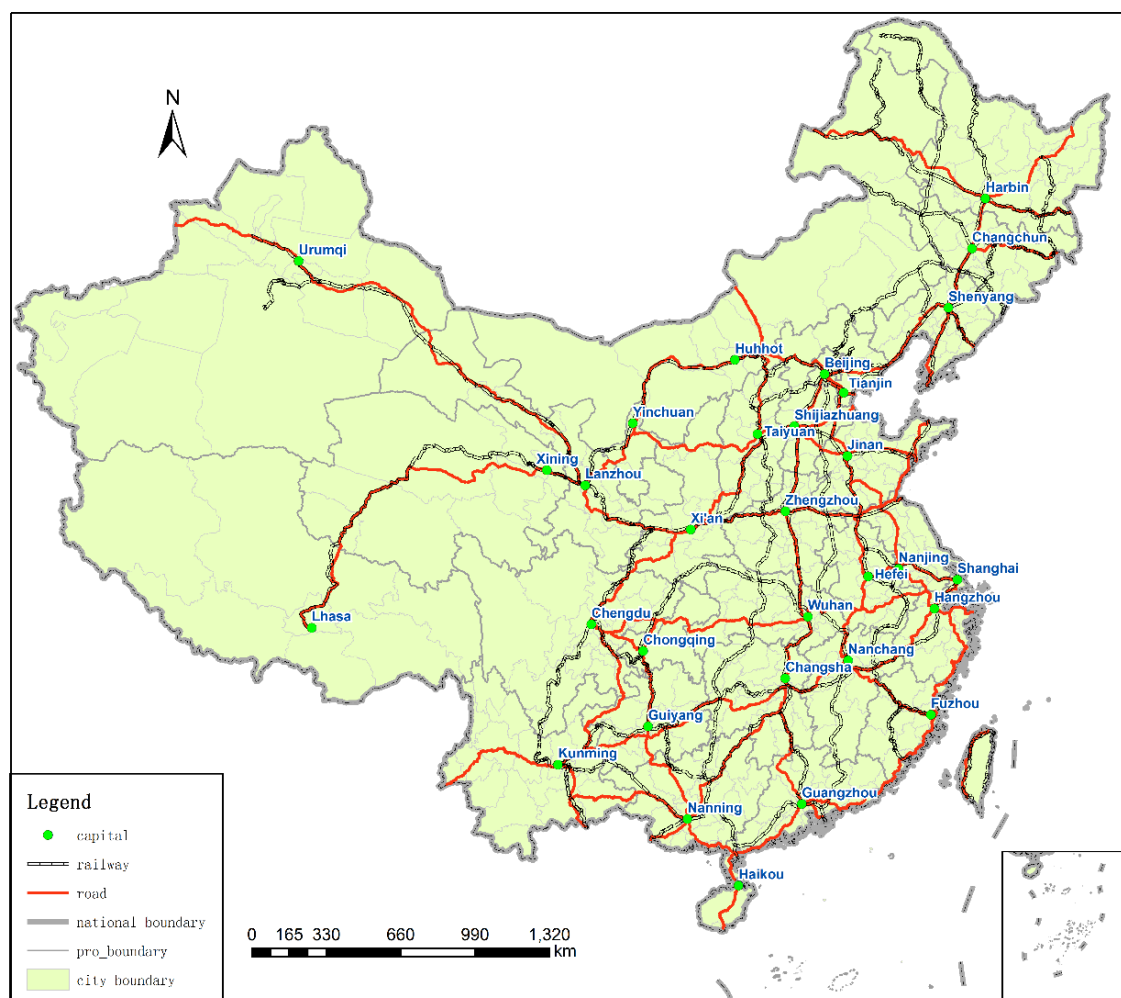 N
Harbin
Urumqi
Changchun
Shenyang
Huhhot
Beijing
Tianjin
Yinchuan
Shijiazhuang
Taiyuan
Jinan
Xining
Lanzhou
Zhengzhou
Xi'an
Nanjing
Hefei
Shanghai
Hangzhou
Lhasa
Chengdu
Wuhan
Chongqing
Nanchang
Changsha
Guiyang
Fuzhou
Kunming
Guangzhou
Nanning
Haikou
Legend
capital
railway
road
national boundary
pro_boundary
city boundary
0 165 330 660 990 1,320
km